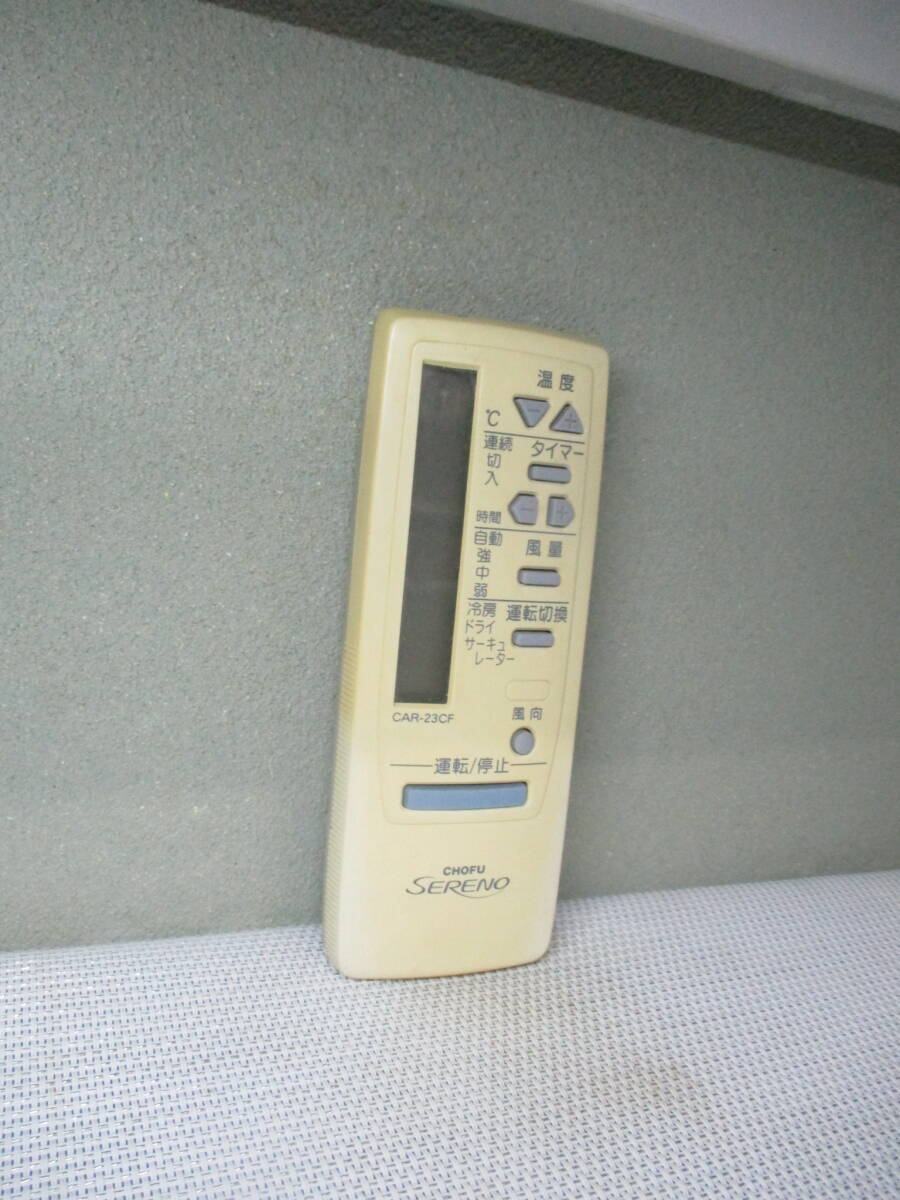 温度
− +
℃
連続 タイマー
切
入
− +
時間
自動 風量
強
中
弱
冷房 運転切換
ドライ
サーキュ
レーター
CAR-23CF
風向
運転/停止
CHOFU
SERENO